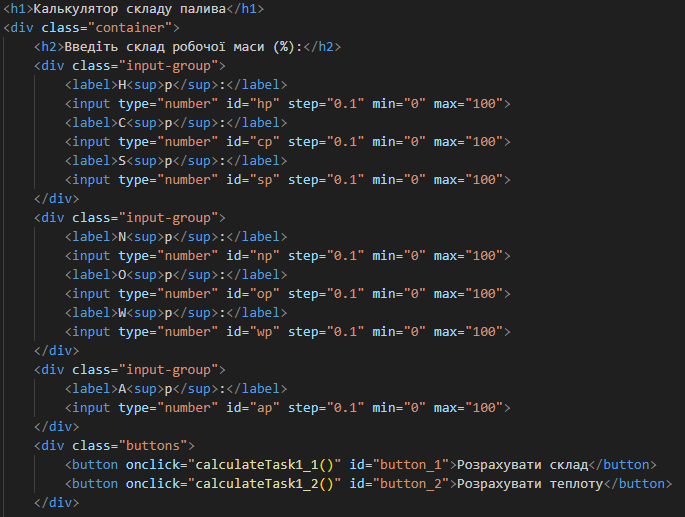 <h1>Калькулятор складу палива</h1>
<div class="container">
    <h2>Введіть склад робочої маси (%):</h2>
    <div class="input-group">
        <label>H<sup>p</sup>:</label>
        <input type="number" id="hp" step="0.1" min="0" max="100">
        <label>C<sup>p</sup>:</label>
        <input type="number" id="cp" step="0.1" min="0" max="100">
        <label>S<sup>p</sup>:</label>
        <input type="number" id="sp" step="0.1" min="0" max="100">
    </div>
    <div class="input-group">
        <label>N<sup>p</sup>:</label>
        <input type="number" id="np" step="0.1" min="0" max="100">
        <label>O<sup>p</sup>:</label>
        <input type="number" id="op" step="0.1" min="0" max="100">
        <label>W<sup>p</sup>:</label>
        <input type="number" id="wp" step="0.1" min="0" max="100">
    </div>
    <div class="input-group">
        <label>A<sup>p</sup>:</label>
        <input type="number" id="ap" step="0.1" min="0" max="100">
    </div>
    <div class="buttons">
        <button onclick="calculateTask1_1()" id="button_1">Розрахувати склад</button>
        <button onclick="calculateTask1_2()" id="button_2">Розрахувати теплоту</button>
    </div>